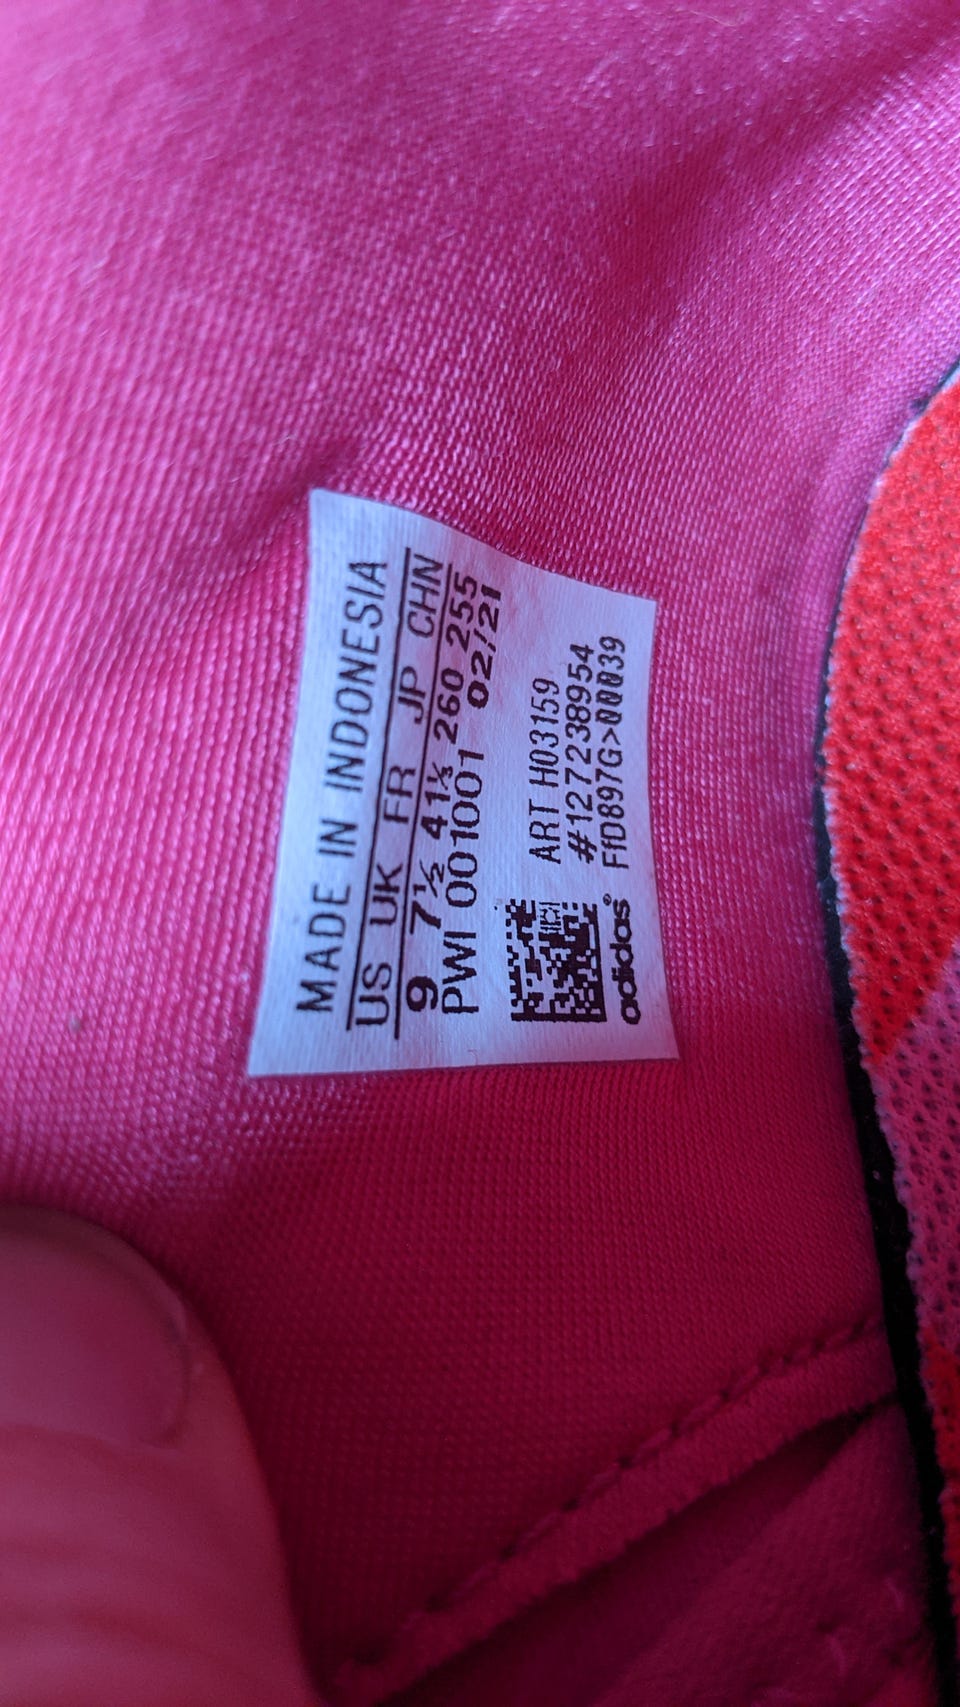 MADE IN INDONESIA
US UK FR JP CHN
9 7½ 41⅓ 260 255
PWI 001001 02/21
ART H03159
#127238954
FfD897G>00039
adidas®